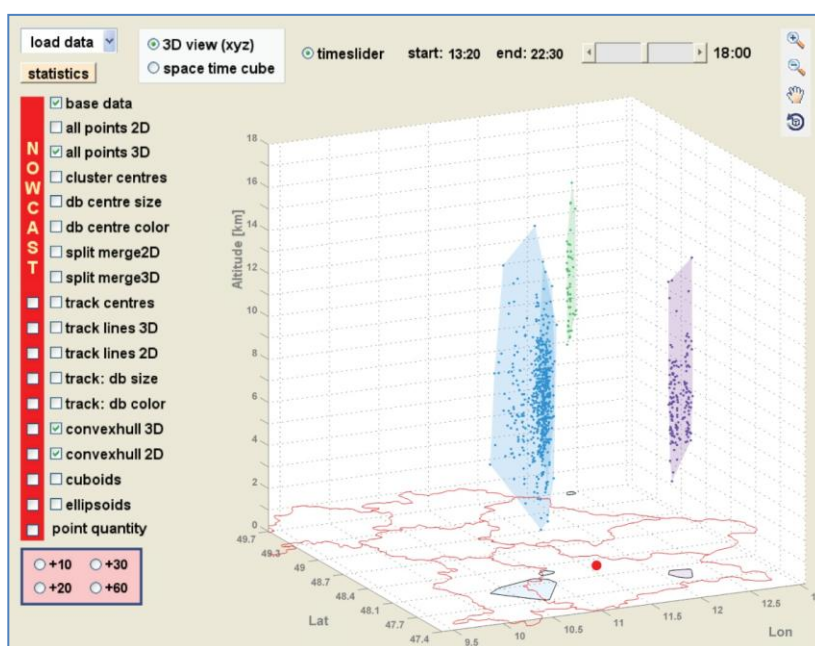 load data
statistics
3D view (xyz)
space time cube
timeslider start: 13:20 end: 22:30 18:00
NOWCAST
base data
all points 2D
all points 3D
cluster centres
db centre size
db centre color
split merge2D
split merge3D
track centres
track lines 3D
track lines 2D
track: db size
track: db color
convexhull 3D
convexhull 2D
cuboids
ellipsoids
point quantity
+10 +30
+20 +60
Altitude [km]
18
16
14
12
10
8
6
4
2
0
49.7
49.3
49
48.7
48.4
48.1
47.7
47.4
Lat
9.5
10
10.5
11
11.5
12
12.5
Lon